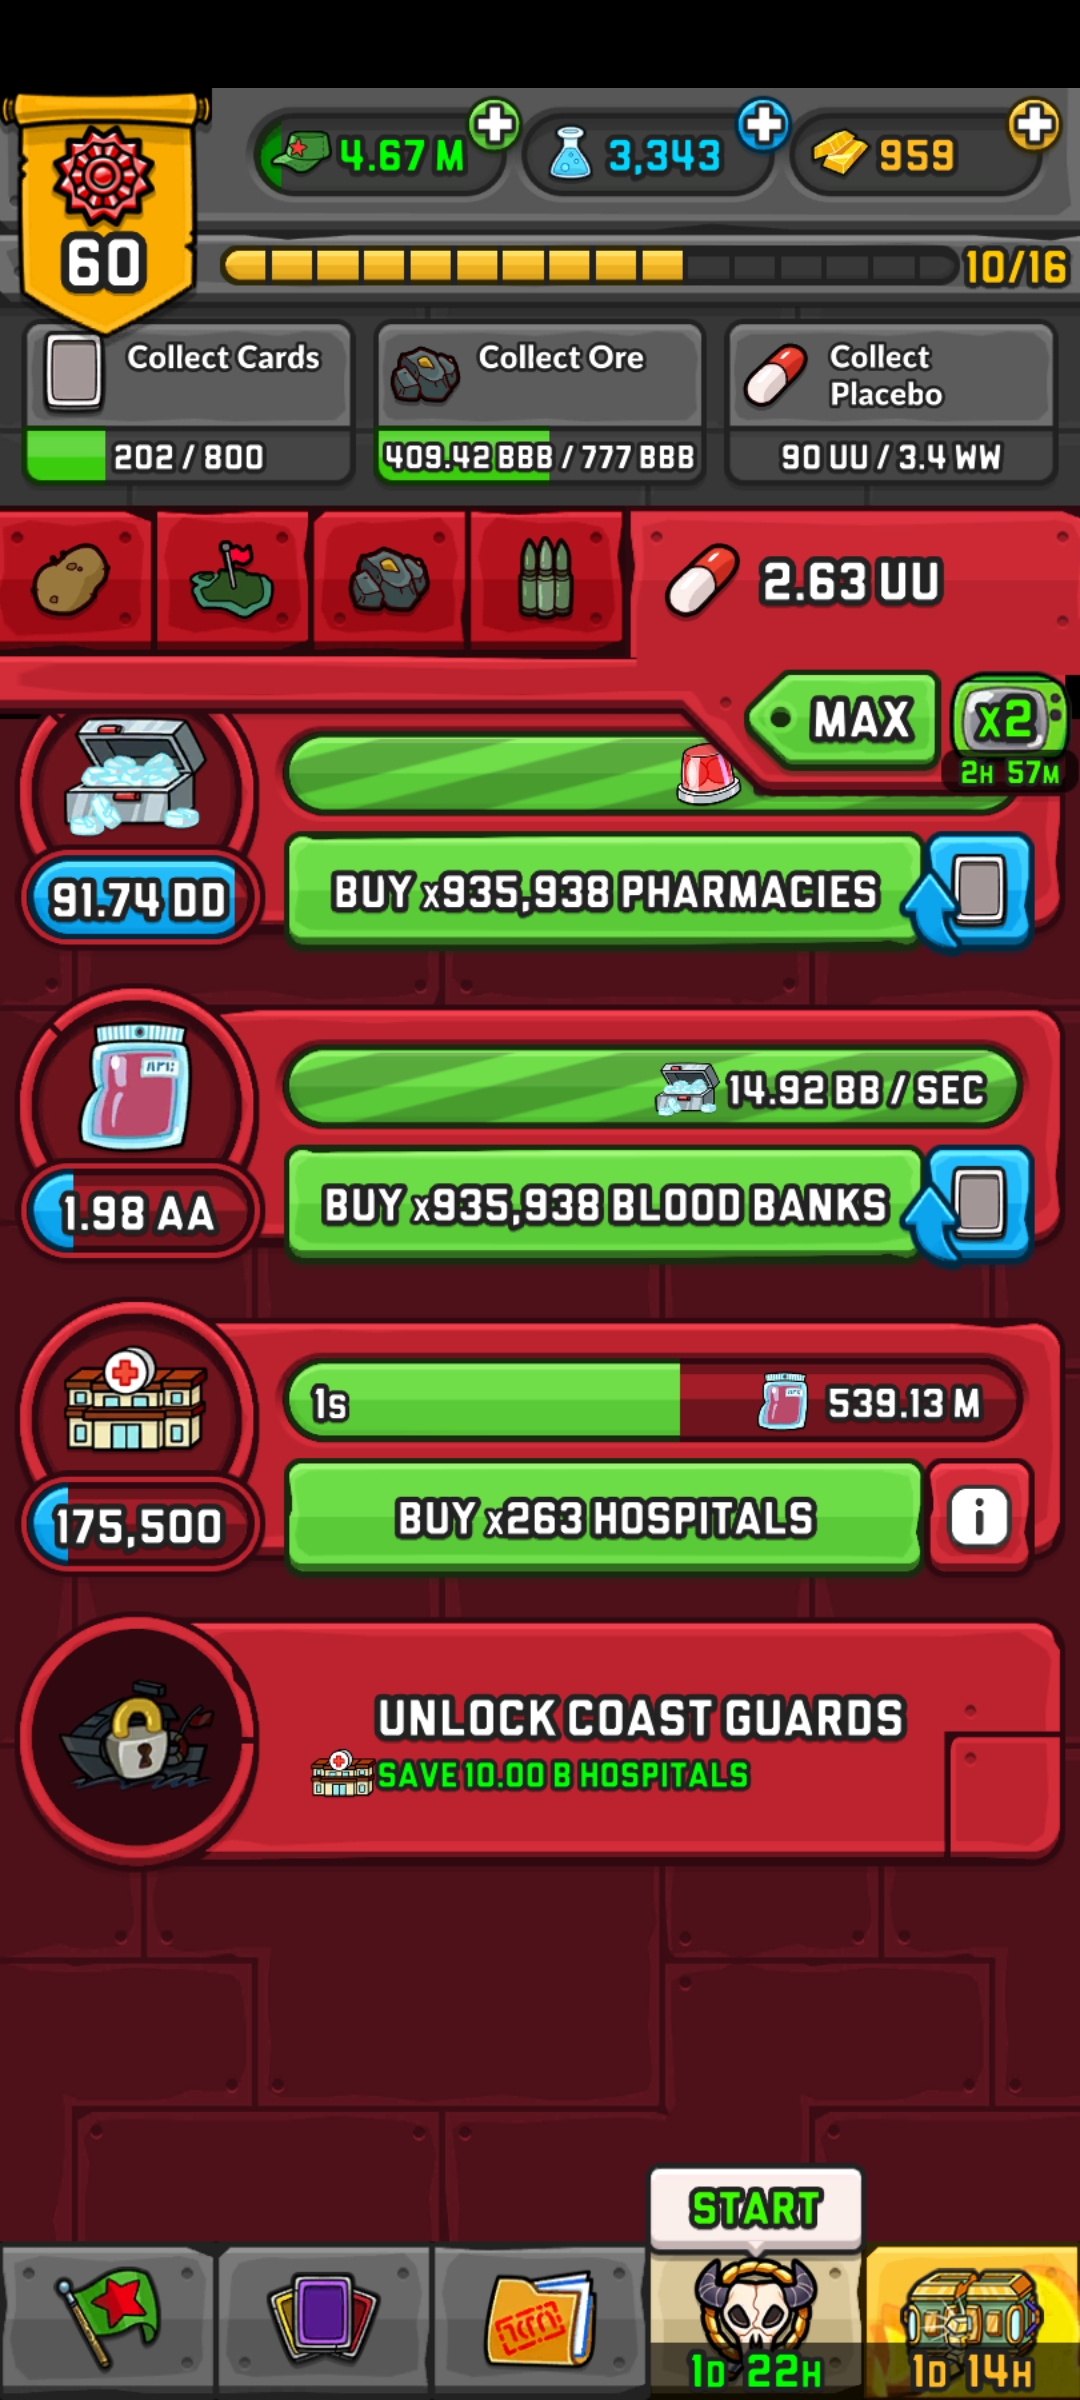 4.67 M
3,343
959
60
10/16
Collect Cards
Collect Ore
Collect
Placebo
202 / 800
409.42 BBB / 777 BBB
90 UU / 3.4 WW
2.63 UU
MAX
x2
2H 57M
91.74 DD
BUY x935,938 PHARMACIES
14.92 BB / SEC
1.98 AA
BUY x935,938 BLOOD BANKS
1s
539.13 M
175,500
BUY x263 HOSPITALS
i
UNLOCK COAST GUARDS
SAVE 10.00 B HOSPITALS
START
1D 22H
1D 14H